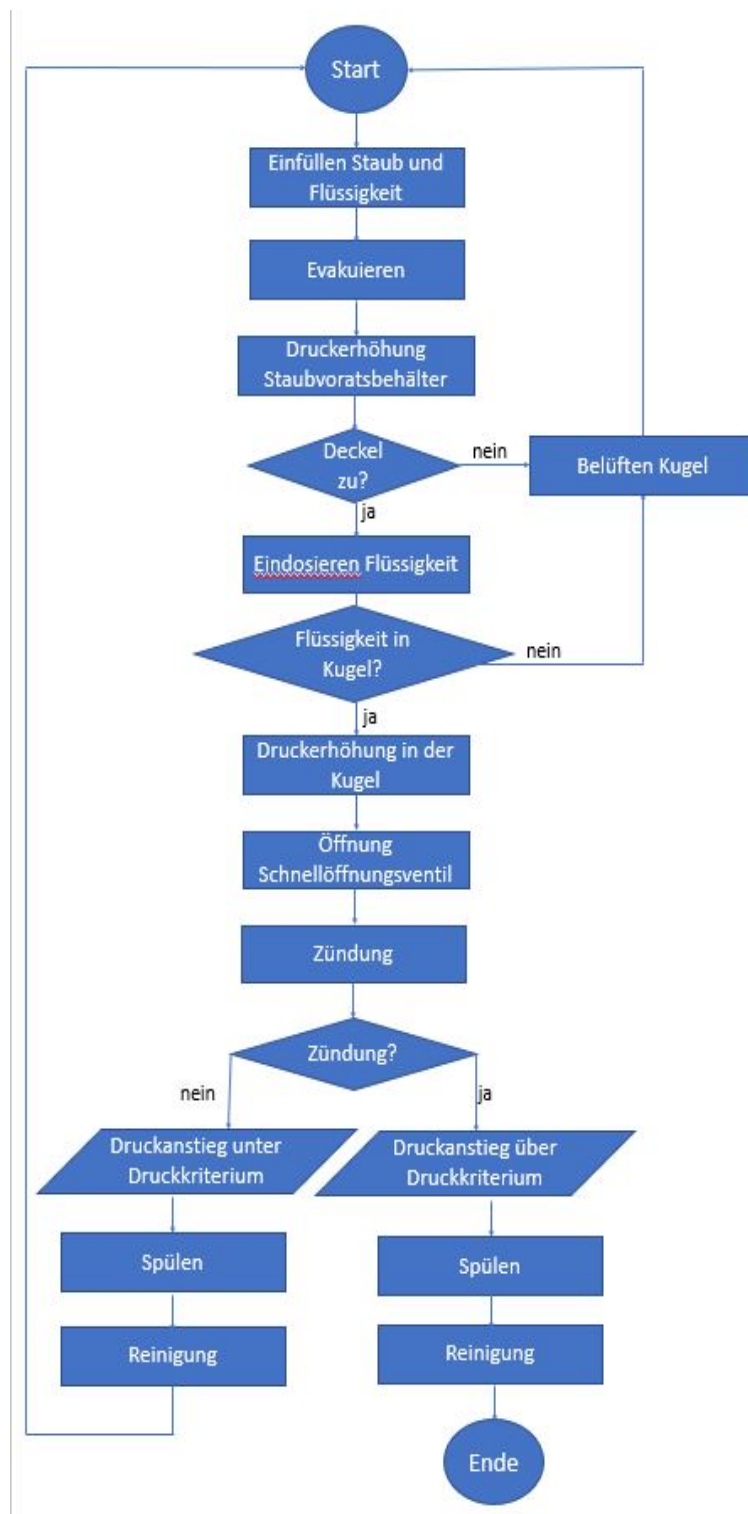 Start
Einfüllen Staub und
Flüssigkeit
Evakuieren
Druckerhöhung
Staubvoratsbehälter
Deckel
zu?
nein
Belüften Kugel
ja
Eindosieren Flüssigkeit
Flüssigkeit in
Kugel?
nein
ja
Druckerhöhung in der
Kugel
Öffnung
Schnellöffnungsventil
Zündung
Zündung?
nein
ja
Druckanstieg unter
Druckkriterium
Druckanstieg über
Druckkriterium
Spülen
Spülen
Reinigung
Reinigung
Ende